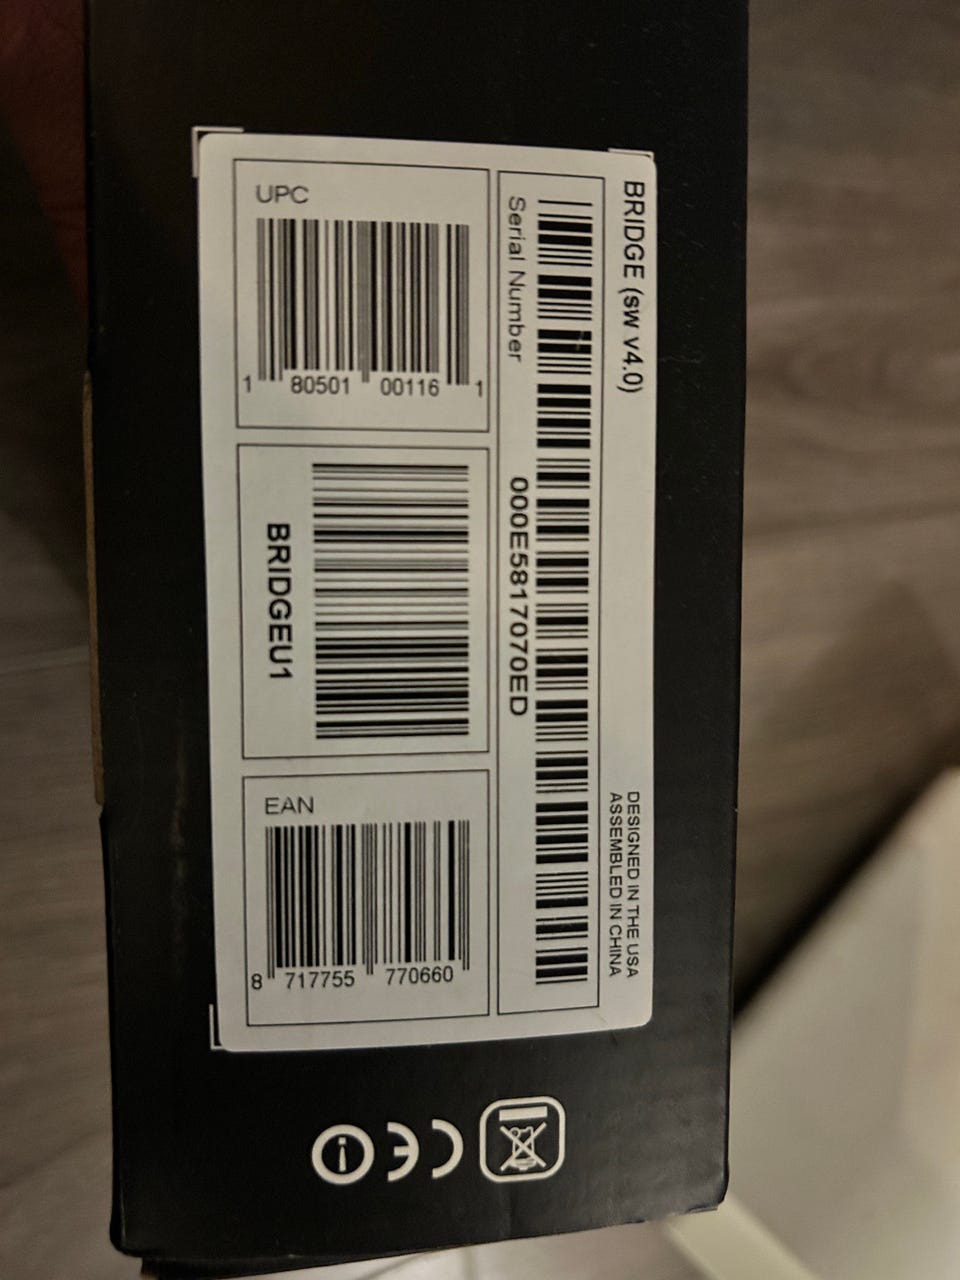 BRIDGE (sw v4.0)
DESIGNED IN THE USA
ASSEMBLED IN CHINA
Serial Number
000E5817070ED
UPC
1 80501 00116 1
BRIDGEU1
EAN
8 717755 770660
CE
i